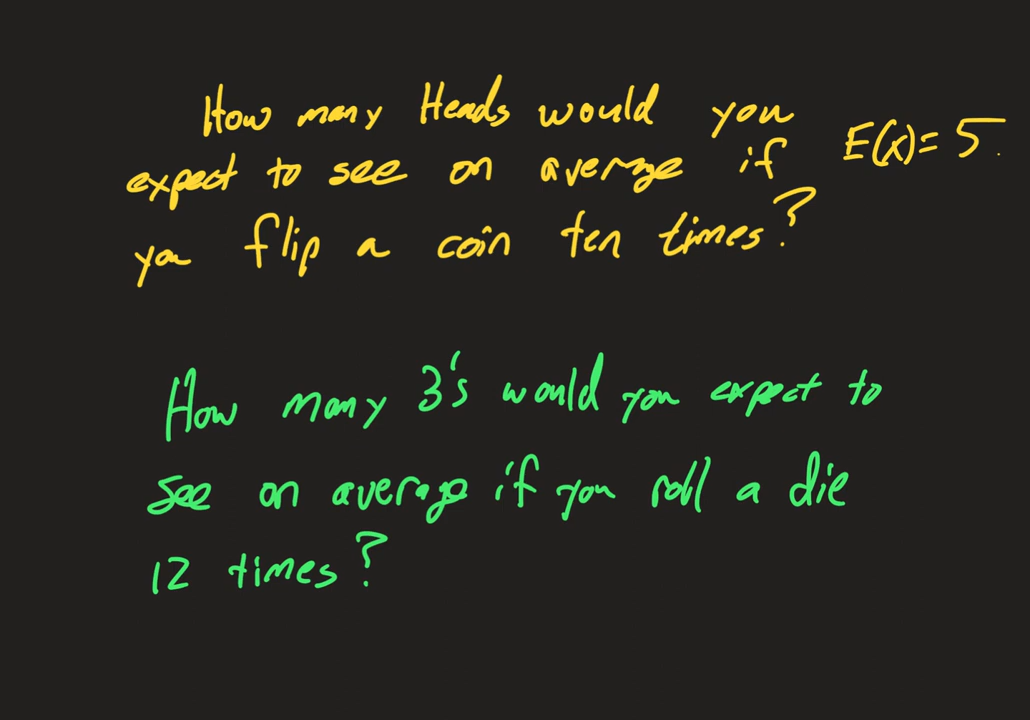 How many Heads would you
expect to see on average if
you flip a coin ten times?
E(x)= 5.
How many 3's would you expect to
see on average if you roll a die
12 times?